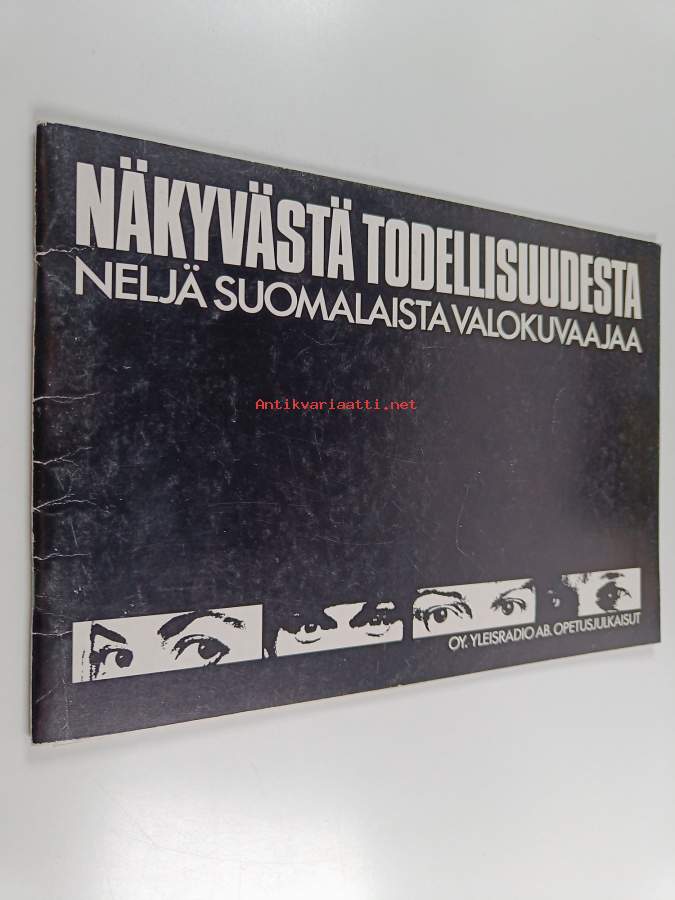 NÄKYVÄSTÄ TODELLISUUDESTA
NELJÄ SUOMALAISTA VALOKUVAAJAA
Antikvariaatti.net
OY. YLEISRADIO AB. OPETUSJULKAISUT